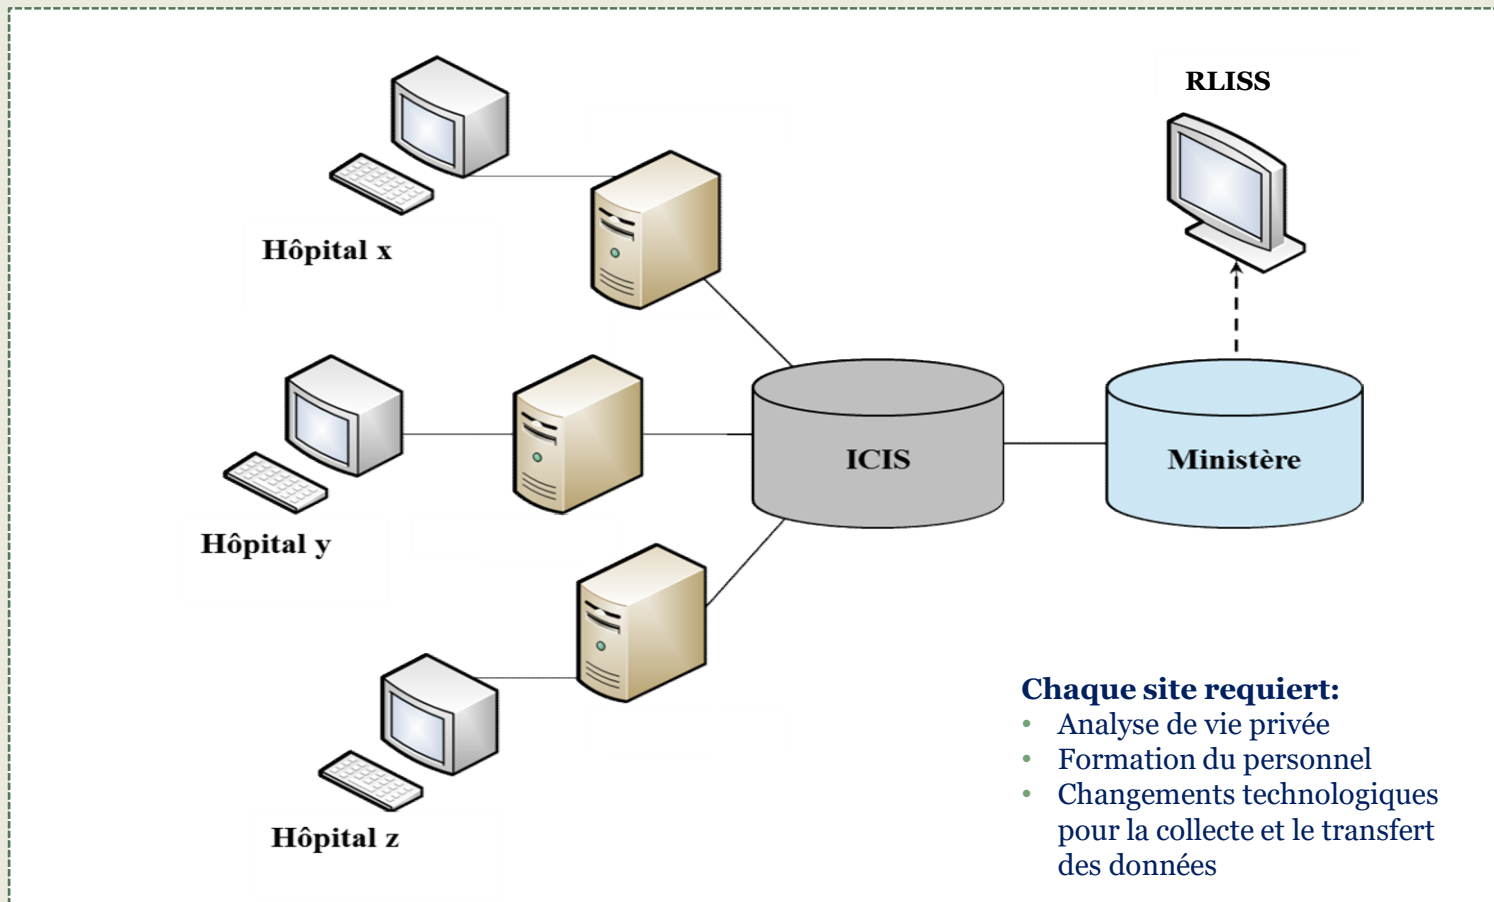 RLISS
Hôpital x
ICIS
Ministère
Hôpital y
Hôpital z
Chaque site requiert:
• Analyse de vie privée
• Formation du personnel
• Changements technologiques
pour la collecte et le transfert
des données